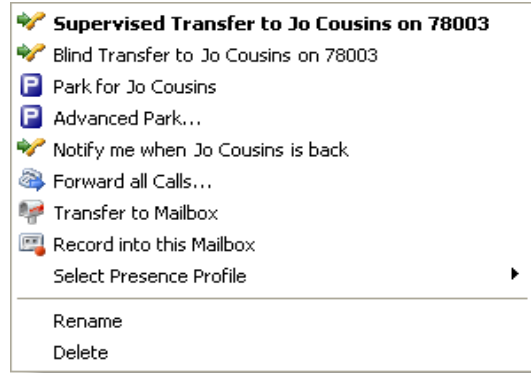 Supervised Transfer to Jo Cousins on 78003
Blind Transfer to Jo Cousins on 78003
P Park for Jo Cousins
P Advanced Park...
Notify me when Jo Cousins is back
Forward all Calls...
Transfer to Mailbox
Record into this Mailbox
Select Presence Profile
Rename
Delete